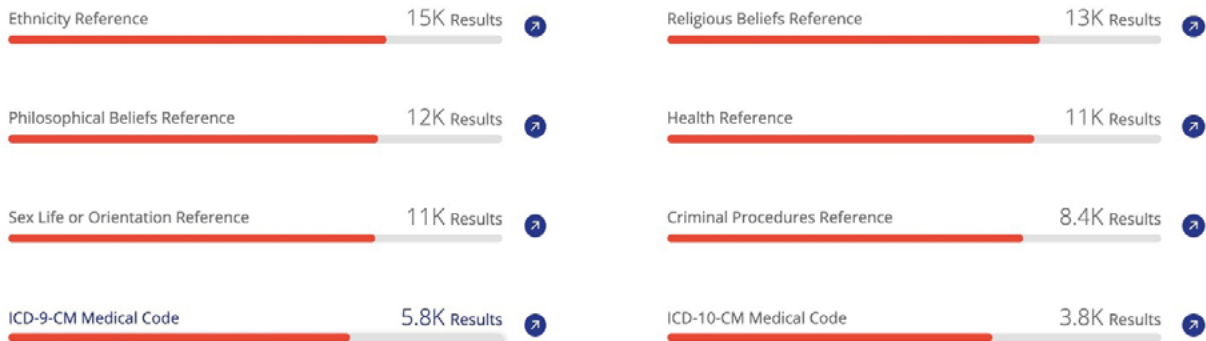 Ethnicity Reference 15K Results
Religious Beliefs Reference 13K Results
Philosophical Beliefs Reference 12K Results
Health Reference 11K Results
Sex Life or Orientation Reference 11K Results
Criminal Procedures Reference 8.4K Results
ICD-9-CM Medical Code 5.8K Results
ICD-10-CM Medical Code 3.8K Results